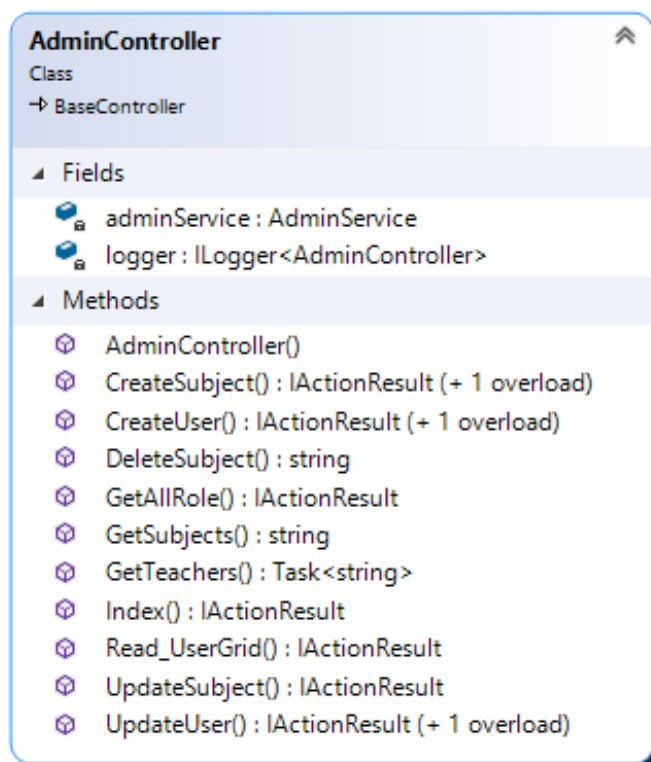 AdminController
Class
BaseController
Fields
adminService : AdminService
logger : ILogger<AdminController>
Methods
AdminController()
CreateSubject() : IActionResult (+ 1 overload)
CreateUser() : IActionResult (+ 1 overload)
DeleteSubject() : string
GetAllRole() : IActionResult
GetSubjects() : string
GetTeachers() : Task<string>
Index() : IActionResult
Read_UserGrid() : IActionResult
UpdateSubject() : IActionResult
UpdateUser() : IActionResult (+ 1 overload)